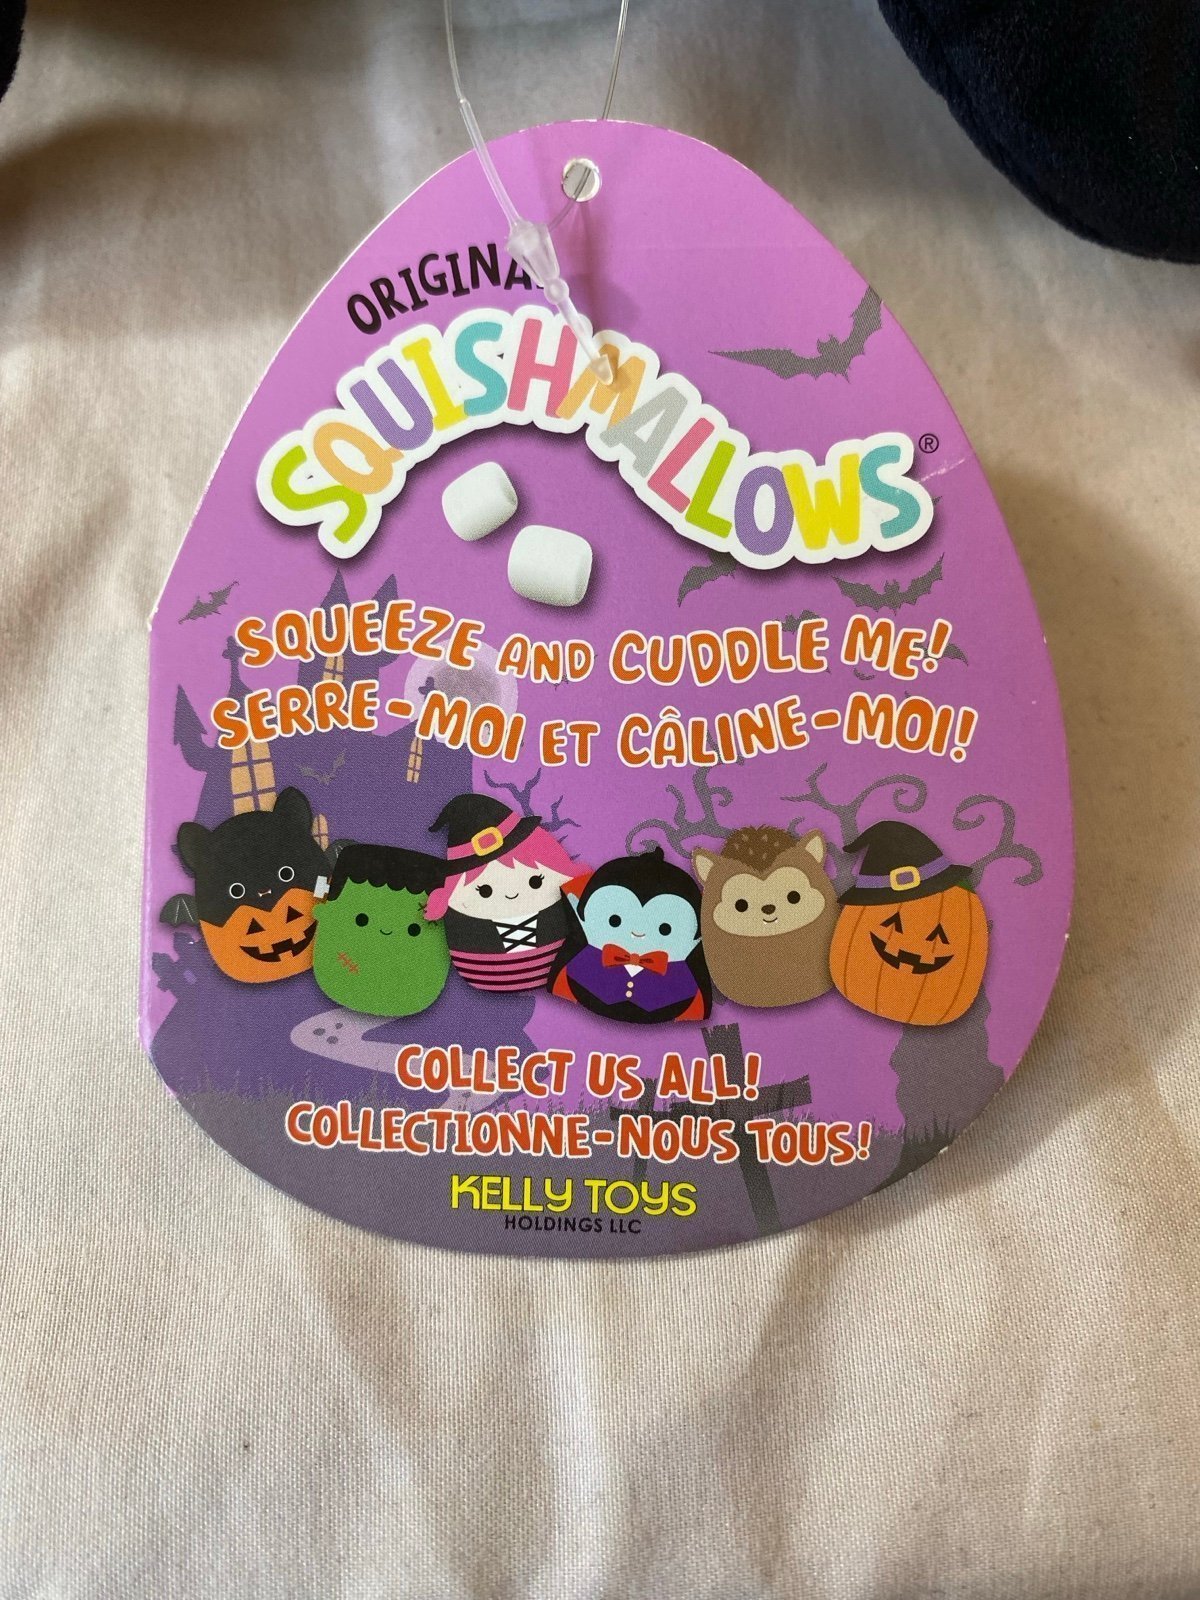 ORIGINAL
SQUISHMALLOWS®
SQUEEZE AND CUDDLE ME!
SERRE-MOI ET CÂLINE-MOI!
COLLECT US ALL!
COLLECTIONNE-NOUS TOUS!
KELLY TOYS
HOLDINGS LLC